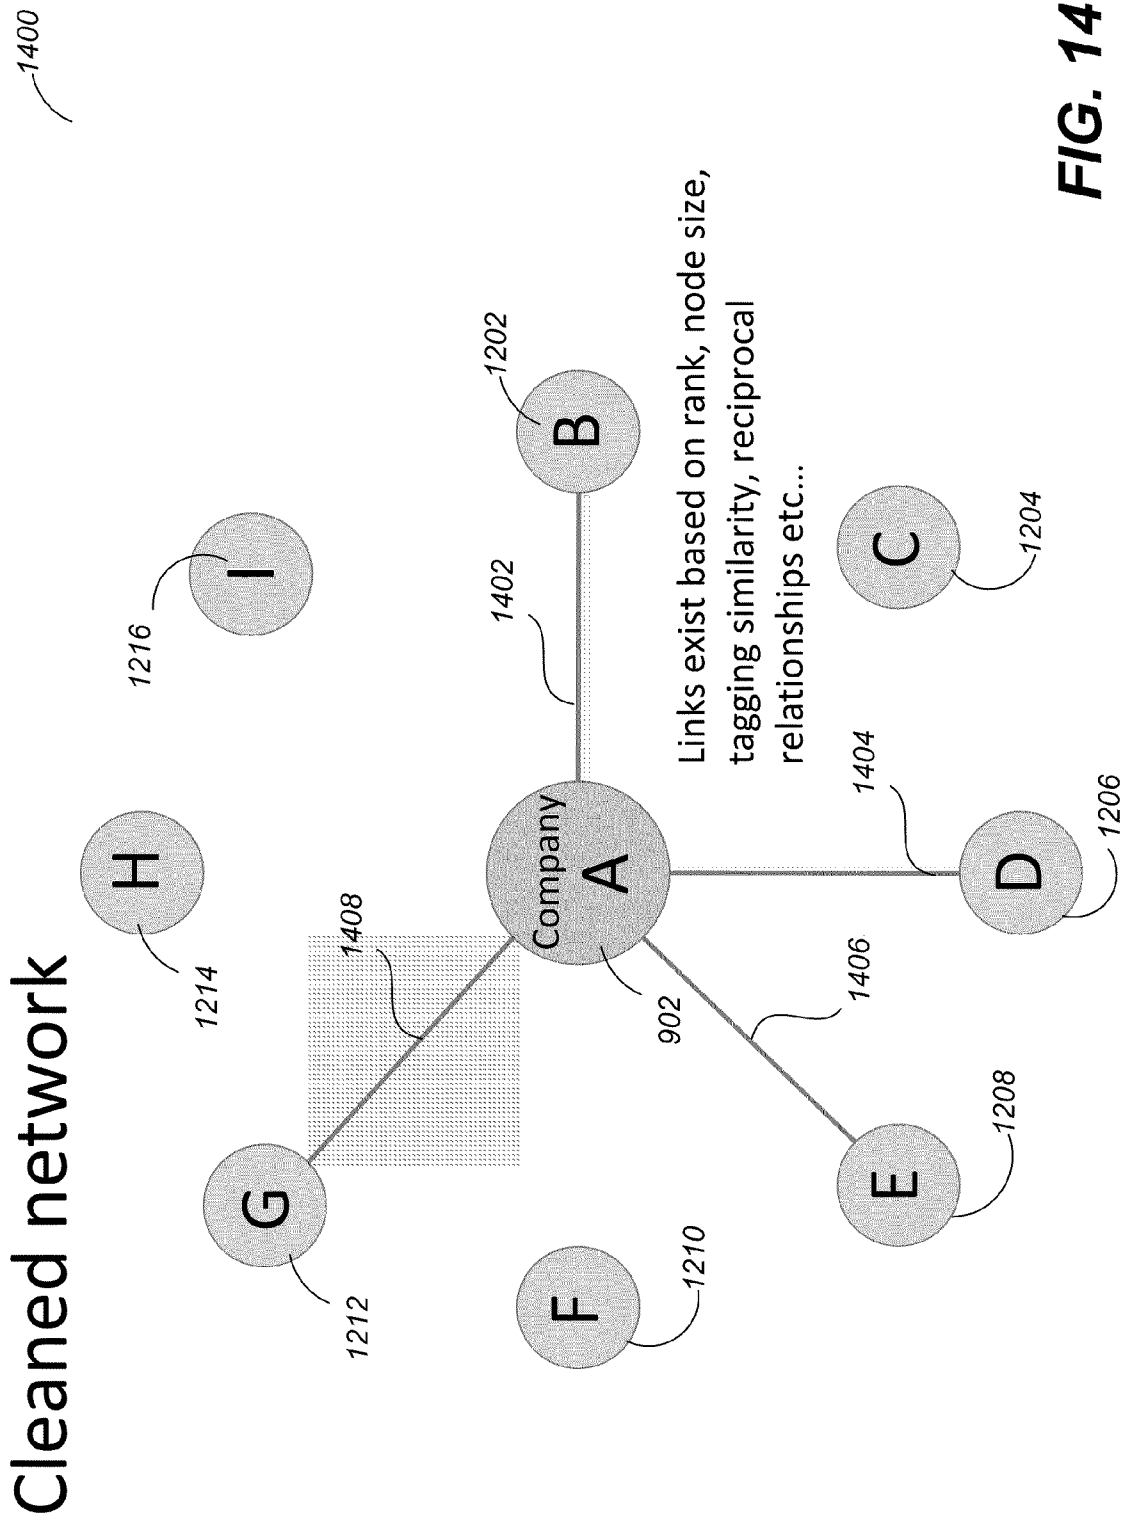 Cleaned network
1400
H
1214
G
1212
1408
I
1216
Company
A
902
1402
B
1202
F
1210
1406
E
1208
1404
D
1206
C
1204
Links exist based on rank, node size,
tagging similarity, reciprocal
relationships etc...
FIG. 14